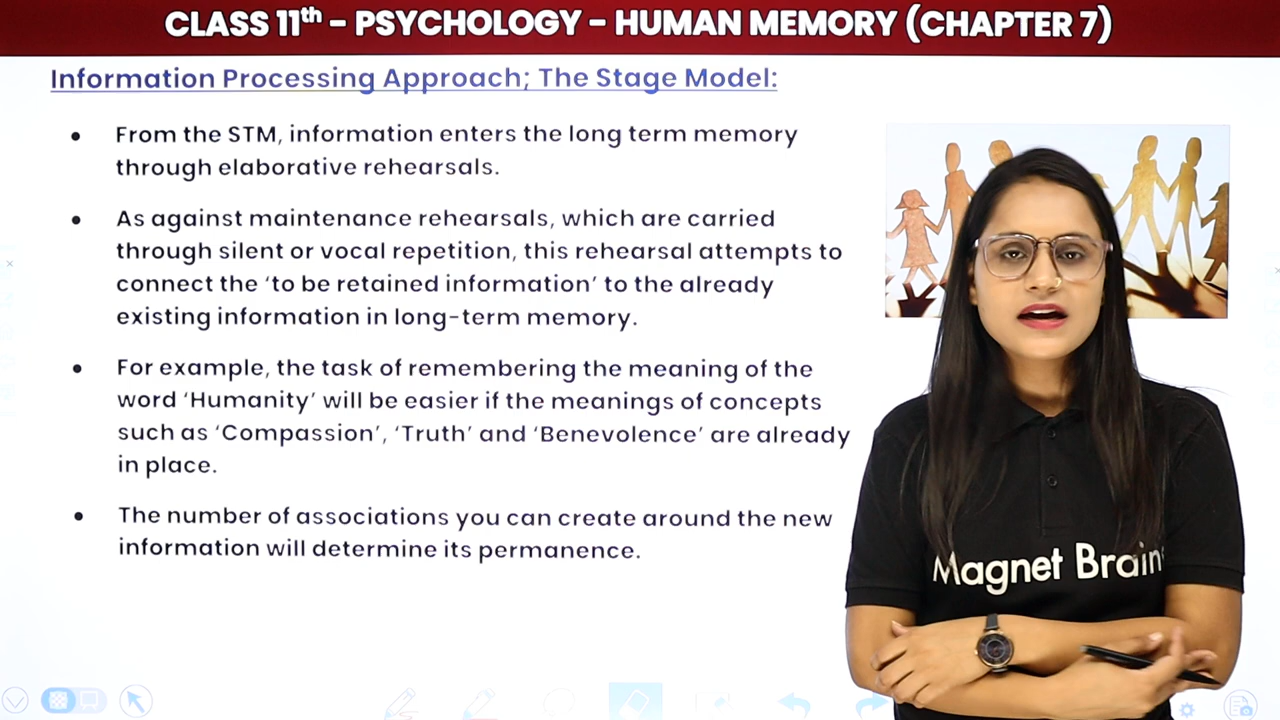 CLASS 11th - PSYCHOLOGY - HUMAN MEMORY (CHAPTER 7)
Information Processing Approach; The Stage Model:
• From the STM, information enters the long term memory
through elaborative rehearsals.
• As against maintenance rehearsals, which are carried
through silent or vocal repetition, this rehearsal attempts to
connect the ‘to be retained information’ to the already
existing information in long-term memory.
• For example, the task of remembering the meaning of the
word ‘Humanity’ will be easier if the meanings of concepts
such as ‘Compassion’, ‘Truth’ and ‘Benevolence’ are already
in place.
• The number of associations you can create around the new
information will determine its permanence.
Magnet Brains